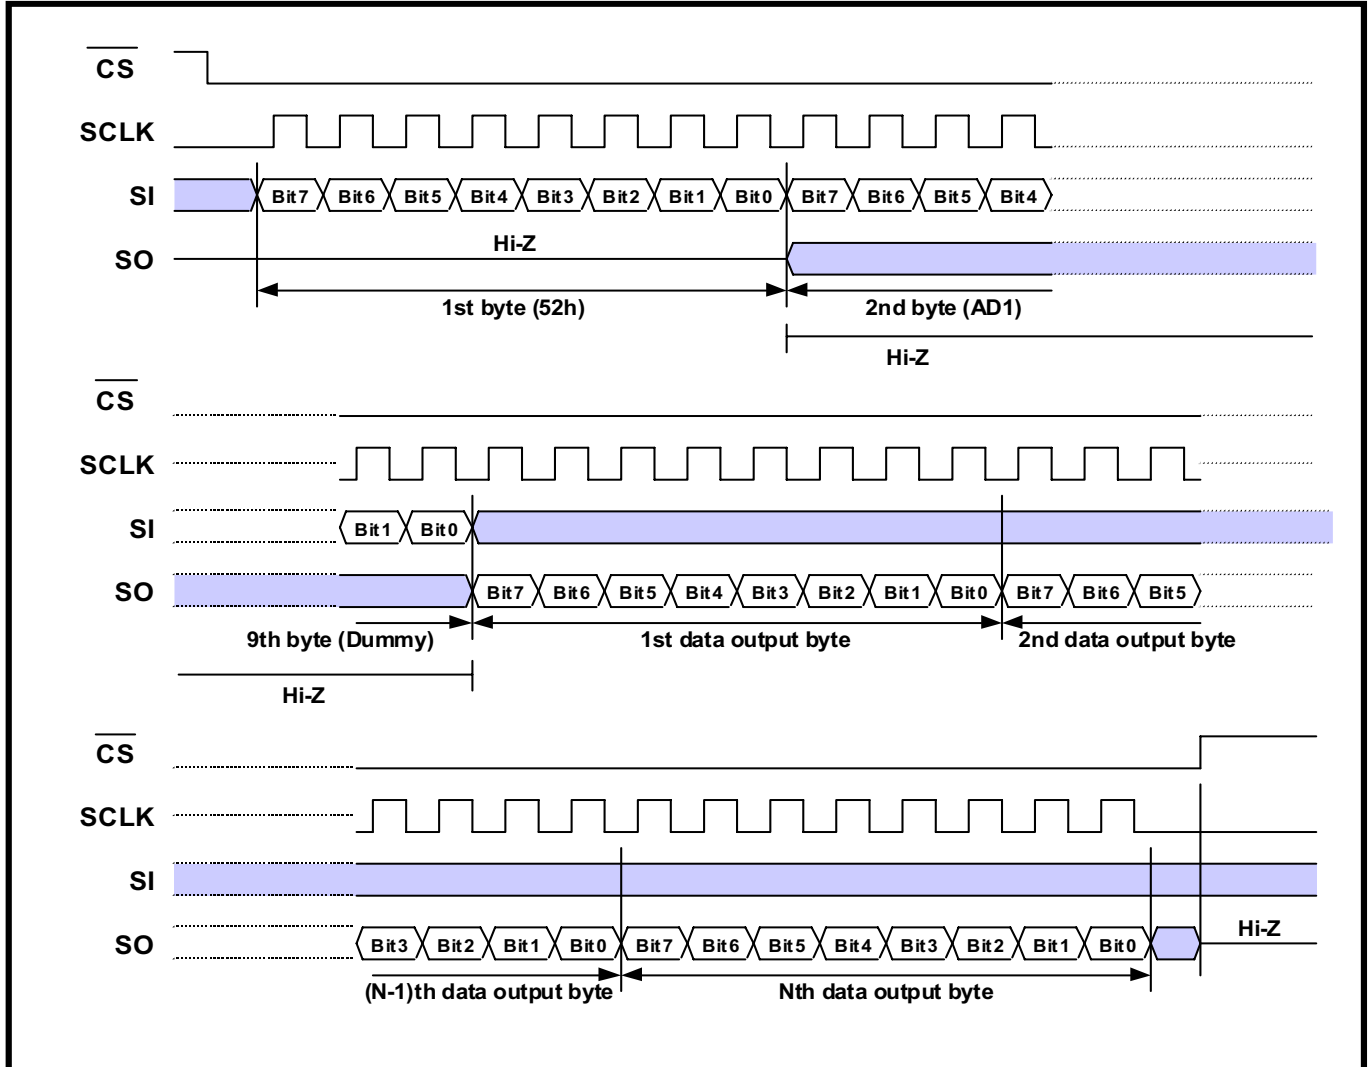 CS
SCLK
SI Bit7 Bit6 Bit5 Bit4 Bit3 Bit2 Bit1 Bit0 Bit7 Bit6 Bit5 Bit4
Hi-Z
SO
1st byte (52h) 2nd byte (AD1)
Hi-Z
CS
SCLK
SI Bit1 Bit0
SO Bit7 Bit6 Bit5 Bit4 Bit3 Bit2 Bit1 Bit0 Bit7 Bit6 Bit5
9th byte (Dummy) 1st data output byte 2nd data output byte
Hi-Z
CS
SCLK
SI
SO Bit3 Bit2 Bit1 Bit0 Bit7 Bit6 Bit5 Bit4 Bit3 Bit2 Bit1 Bit0 Hi-Z
(N-1)th data output byte Nth data output byte